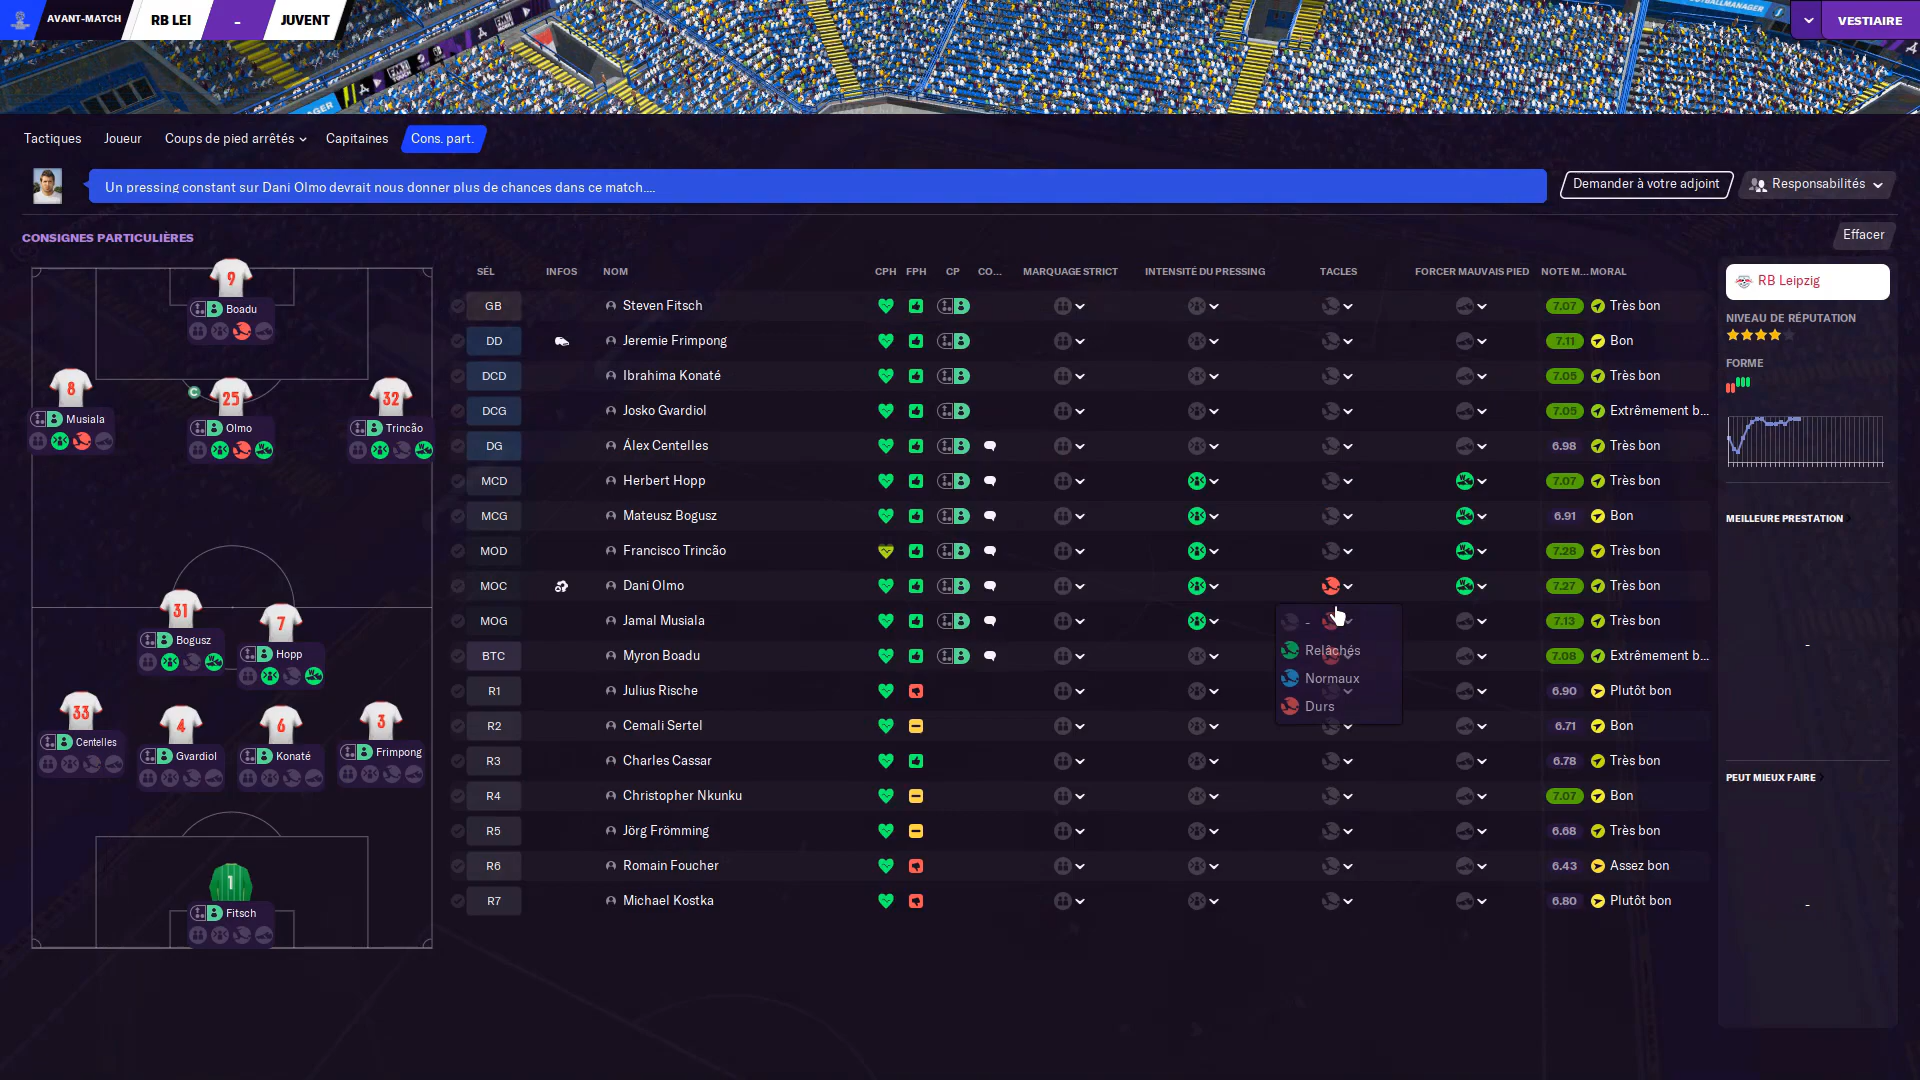 AVANT-MATCH
RB LEI
-
JUVENT
VESTIAIRE
Tactiques
Joueur
Coups de pied arrêtés
Capitaines
Cons. part.
Un pressing constant sur Dani Olmo devrait nous donner plus de chances dans ce match....
Demander à votre adjoint
Responsabilités
CONSIGNES PARTICULIÈRES
Effacer
9
Boadu
8
Musiala
C
25
Olmo
32
Trincão
31
Bogusz
7
Hopp
33
Centelles
4
Gvardiol
6
Konaté
3
Frimpong
1
Fitsch
SÉL INFOS NOM CPH FPH CP CO... MARQUAGE STRICT INTENSITÉ DU PRESSING TACLES FORCER MAUVAIS PIED NOTE M... MORAL
GB Steven Fitsch 7.07 Très bon
DD Jeremie Frimpong 7.11 Bon
DCD Ibrahima Konaté 7.05 Très bon
DCG Josko Gvardiol 7.05 Extrêmement b...
DG Álex Centelles 6.98 Très bon
MCD Herbert Hopp 7.07 Très bon
MCG Mateusz Bogusz 6.91 Bon
MOD Francisco Trincão 7.28 Très bon
MOC Dani Olmo 7.27 Très bon
MOG Jamal Musiala 7.13 Très bon
BTC Myron Boadu 7.08 Extrêmement b...
R1 Julius Rische 6.90 Plutôt bon
R2 Cemali Sertel 6.71 Bon
R3 Charles Cassar 6.78 Très bon
R4 Christopher Nkunku 7.07 Bon
R5 Jörg Frömming 6.68 Très bon
R6 Romain Foucher 6.43 Assez bon
R7 Michael Kostka 6.80 Plutôt bon
-
Relâchés
Normaux
Durs
RB Leipzig
NIVEAU DE RÉPUTATION
FORME
MEILLEURE PRESTATION
-
PEUT MIEUX FAIRE
-